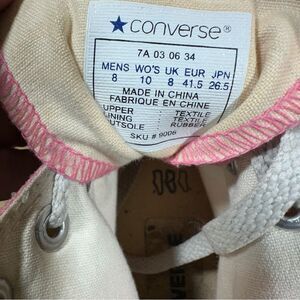 ★converse®
7A 03 06 34
MENS WO'S UK EUR JPN
8 10 8 41.5 26.5
MADE IN CHINA
FABRIQUE EN CHINE
UPPER TEXTILE
LINING TEXTILE
OUTSOLE RUBBER
SKU # 9006
VERSE